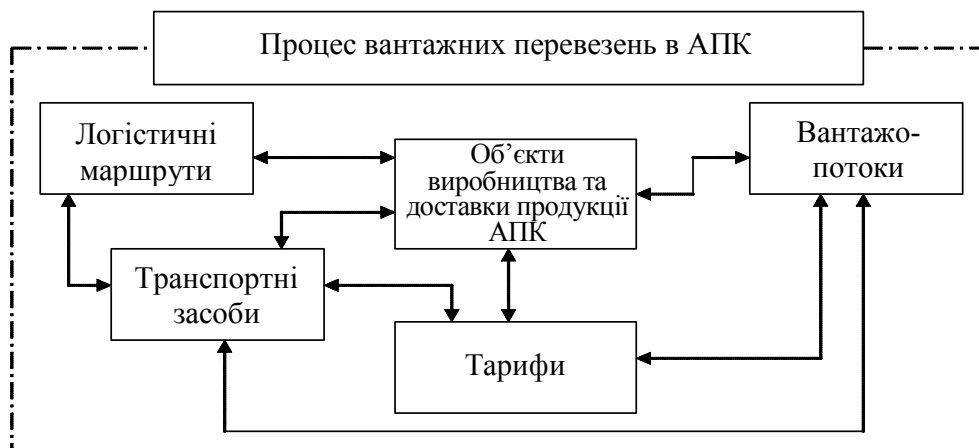 Процес вантажних перевезень в АПК
Логістичні
маршрути
Об’єкти
виробництва та
доставки продукції
АПК
Вантажо-
потоки
Транспортні
засоби
Тарифи